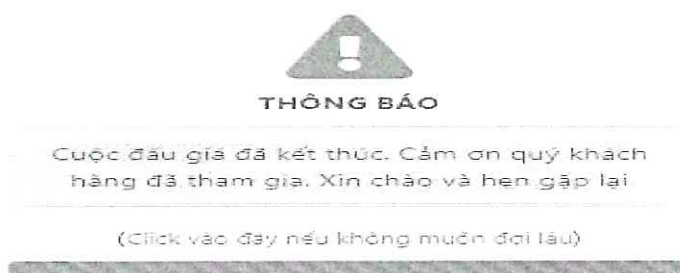 THÔNG BÁO
Cuộc đấu giá đã kết thúc. Cảm ơn quý khách
hàng đã tham gia. Xin chào và hẹn gặp lại
(Click vào đây nếu không muốn đợi lâu)